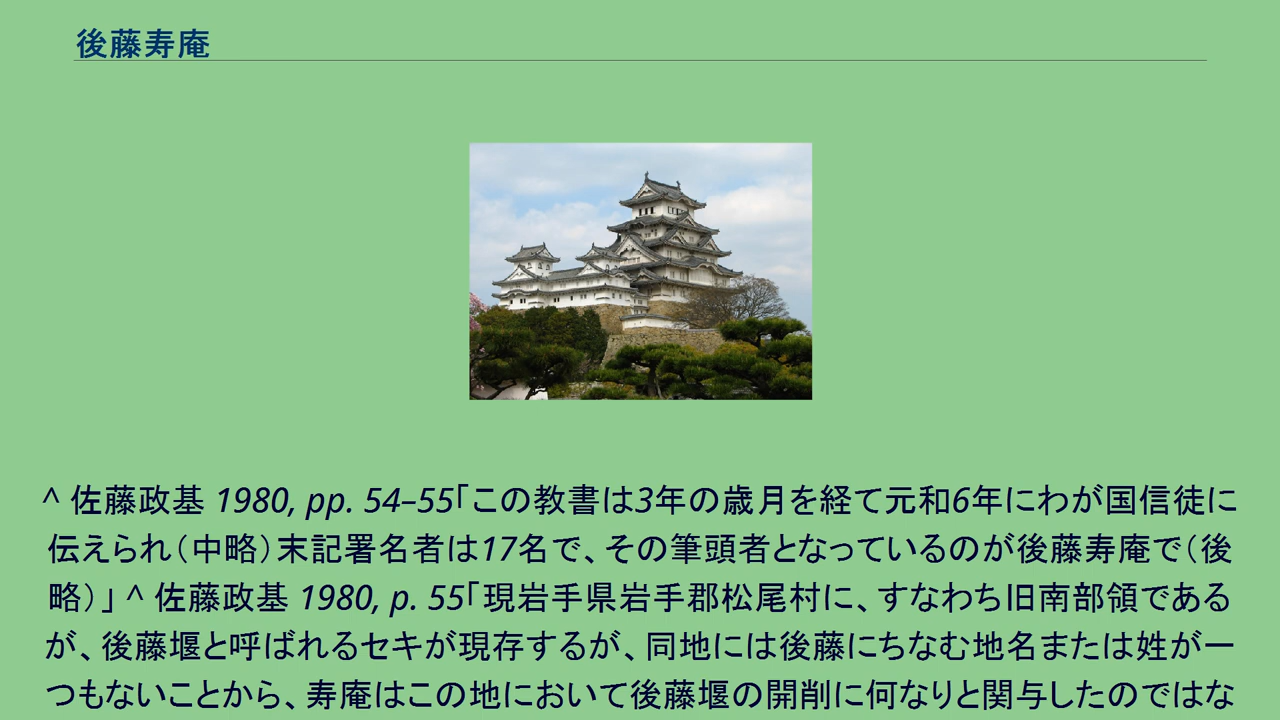 後藤寿庵
^ 佐藤政基 1980, pp. 54–55「この教書は3年の歳月を経て元和6年にわが国信徒に
伝えられ（中略）末記署名者は17名で、その筆頭者となっているのが後藤寿庵で（後
略）」 ^ 佐藤政基 1980, p. 55「現岩手県岩手郡松尾村に、すなわち旧南部領である
が、後藤堰と呼ばれるセキが現存するが、同地には後藤にちなむ地名または姓が一
つもないことから、寿庵はこの地において後藤堰の開削に何なりと関与したのではな